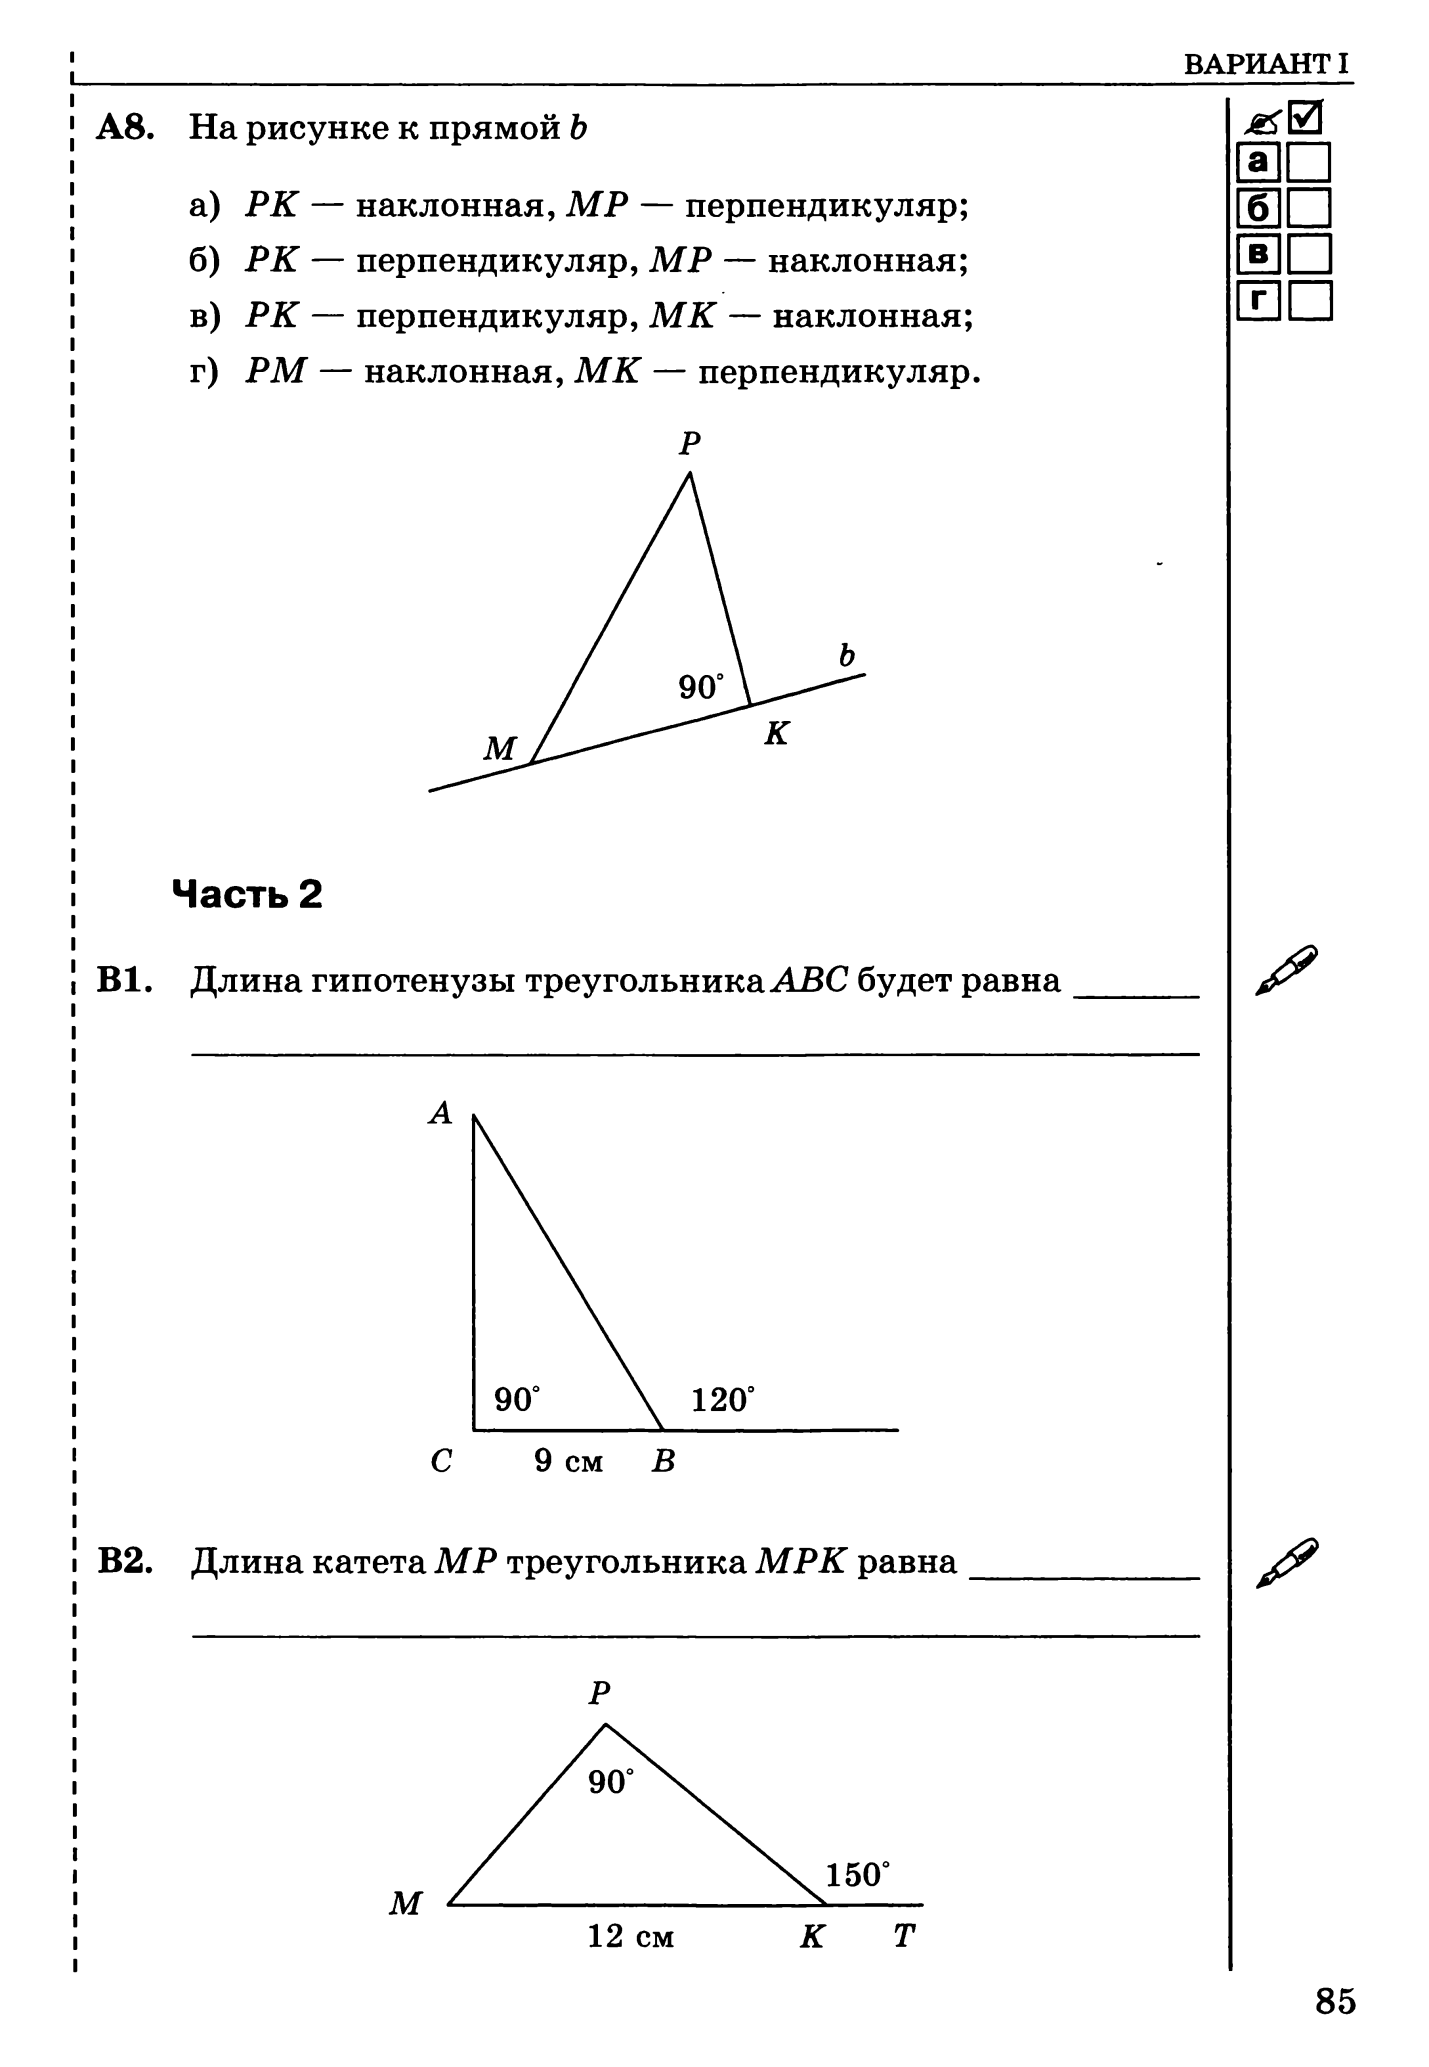 ВАРИАНТ I
А8. На рисунке к прямой b
а) PK — наклонная, MP — перпендикуляр;
б) PK — перпендикуляр, MP — наклонная;
в) PK — перпендикуляр, MK — наклонная;
г) PM — наклонная, MK — перпендикуляр.
а
б
в
г
P
b
90°
M
K
Часть 2
В1. Длина гипотенузы треугольника ABC будет равна
A
90° 120°
C 9 см B
В2. Длина катета MP треугольника MPK равна
P
90°
150°
M
12 см K T
85